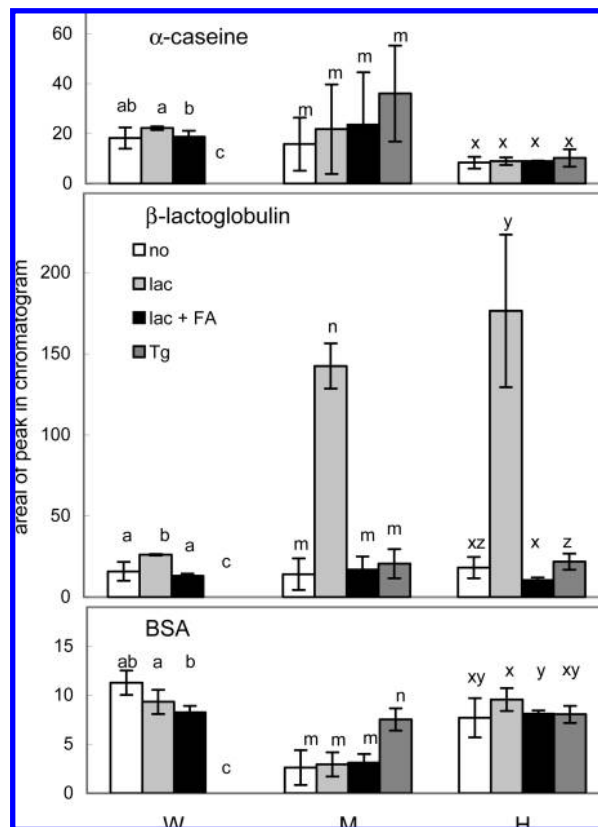 α-caseine
60
40
20
0
ab a b c
m m m m
x x x x
β-lactoglobulin
no
lac
lac + FA
Tg
200
150
100
50
0
a b a c
m n m m
xz y x z
areal of peak in chromatogram
BSA
15
10
5
0
ab a b c
m m m n
xy x y xy
W M H